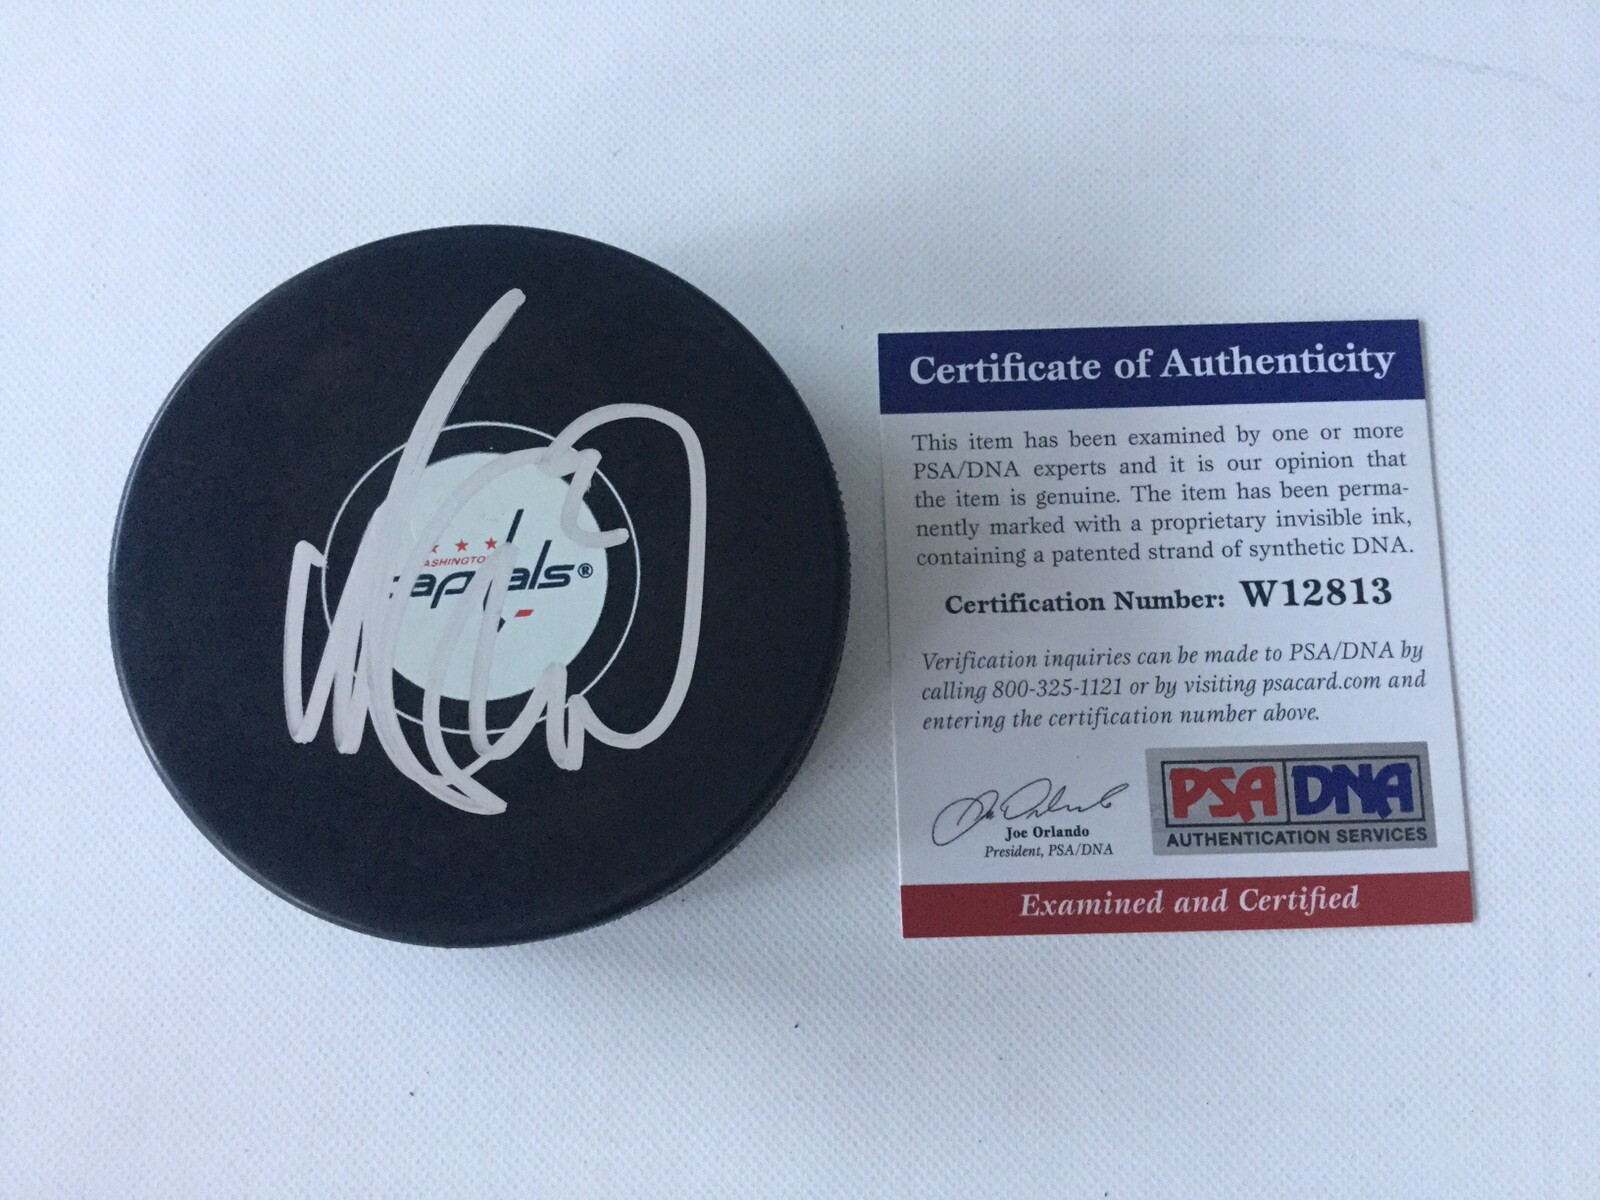 ASHINGTO
capitals®
Certificate of Authenticity
This item has been examined by one or more
PSA/DNA experts and it is our opinion that
the item is genuine. The item has been perma-
nently marked with a proprietary invisible ink,
containing a patented strand of synthetic DNA.
Certification Number: W12813
Verification inquiries can be made to PSA/DNA by
calling 800-325-1121 or by visiting psacard.com and
entering the certification number above.
Joe Orlando
President, PSA/DNA
PSA DNA
AUTHENTICATION SERVICES
Examined and Certified